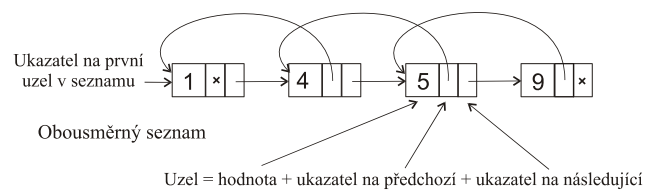 Ukazatel na první
uzel v seznamu
1 × 4 5 9 ×
Obousměrný seznam
Uzel = hodnota + ukazatel na předchozí + ukazatel na následující